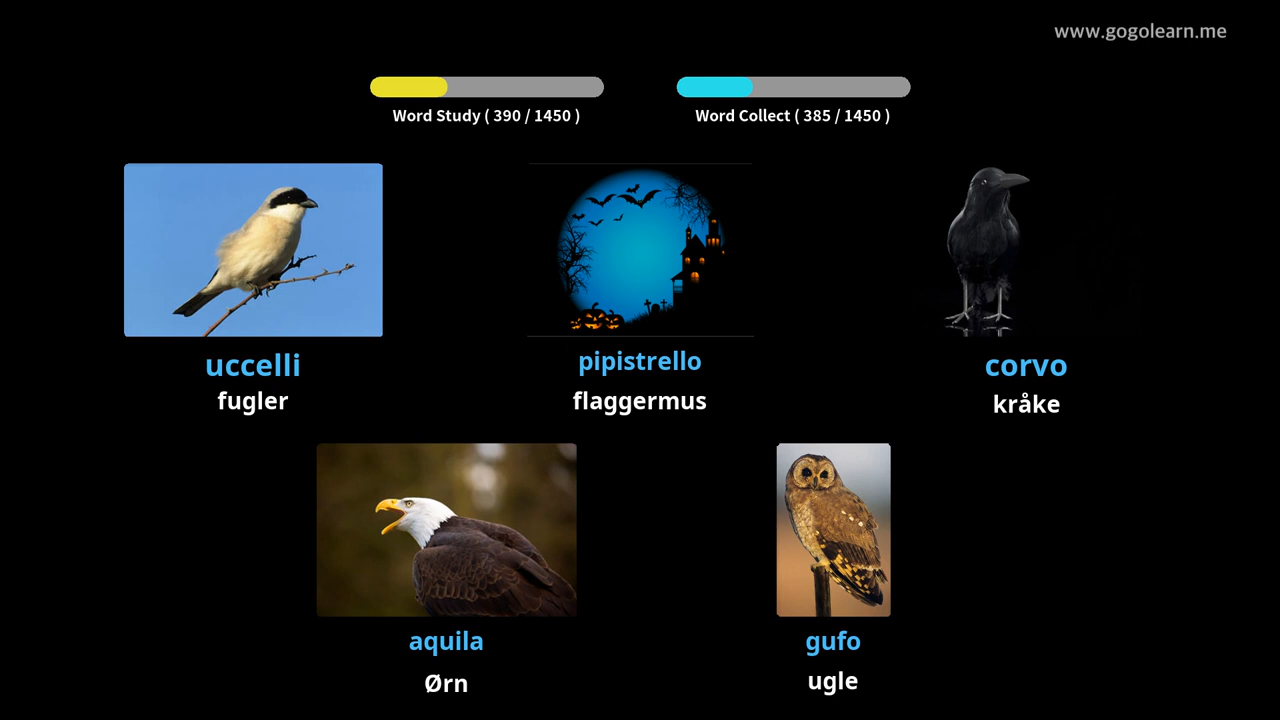 www.gogolearn.me
Word Study ( 390 / 1450 )
Word Collect ( 385 / 1450 )
uccelli
fugler
pipistrello
flaggermus
corvo
kråke
aquila
Ørn
gufo
ugle